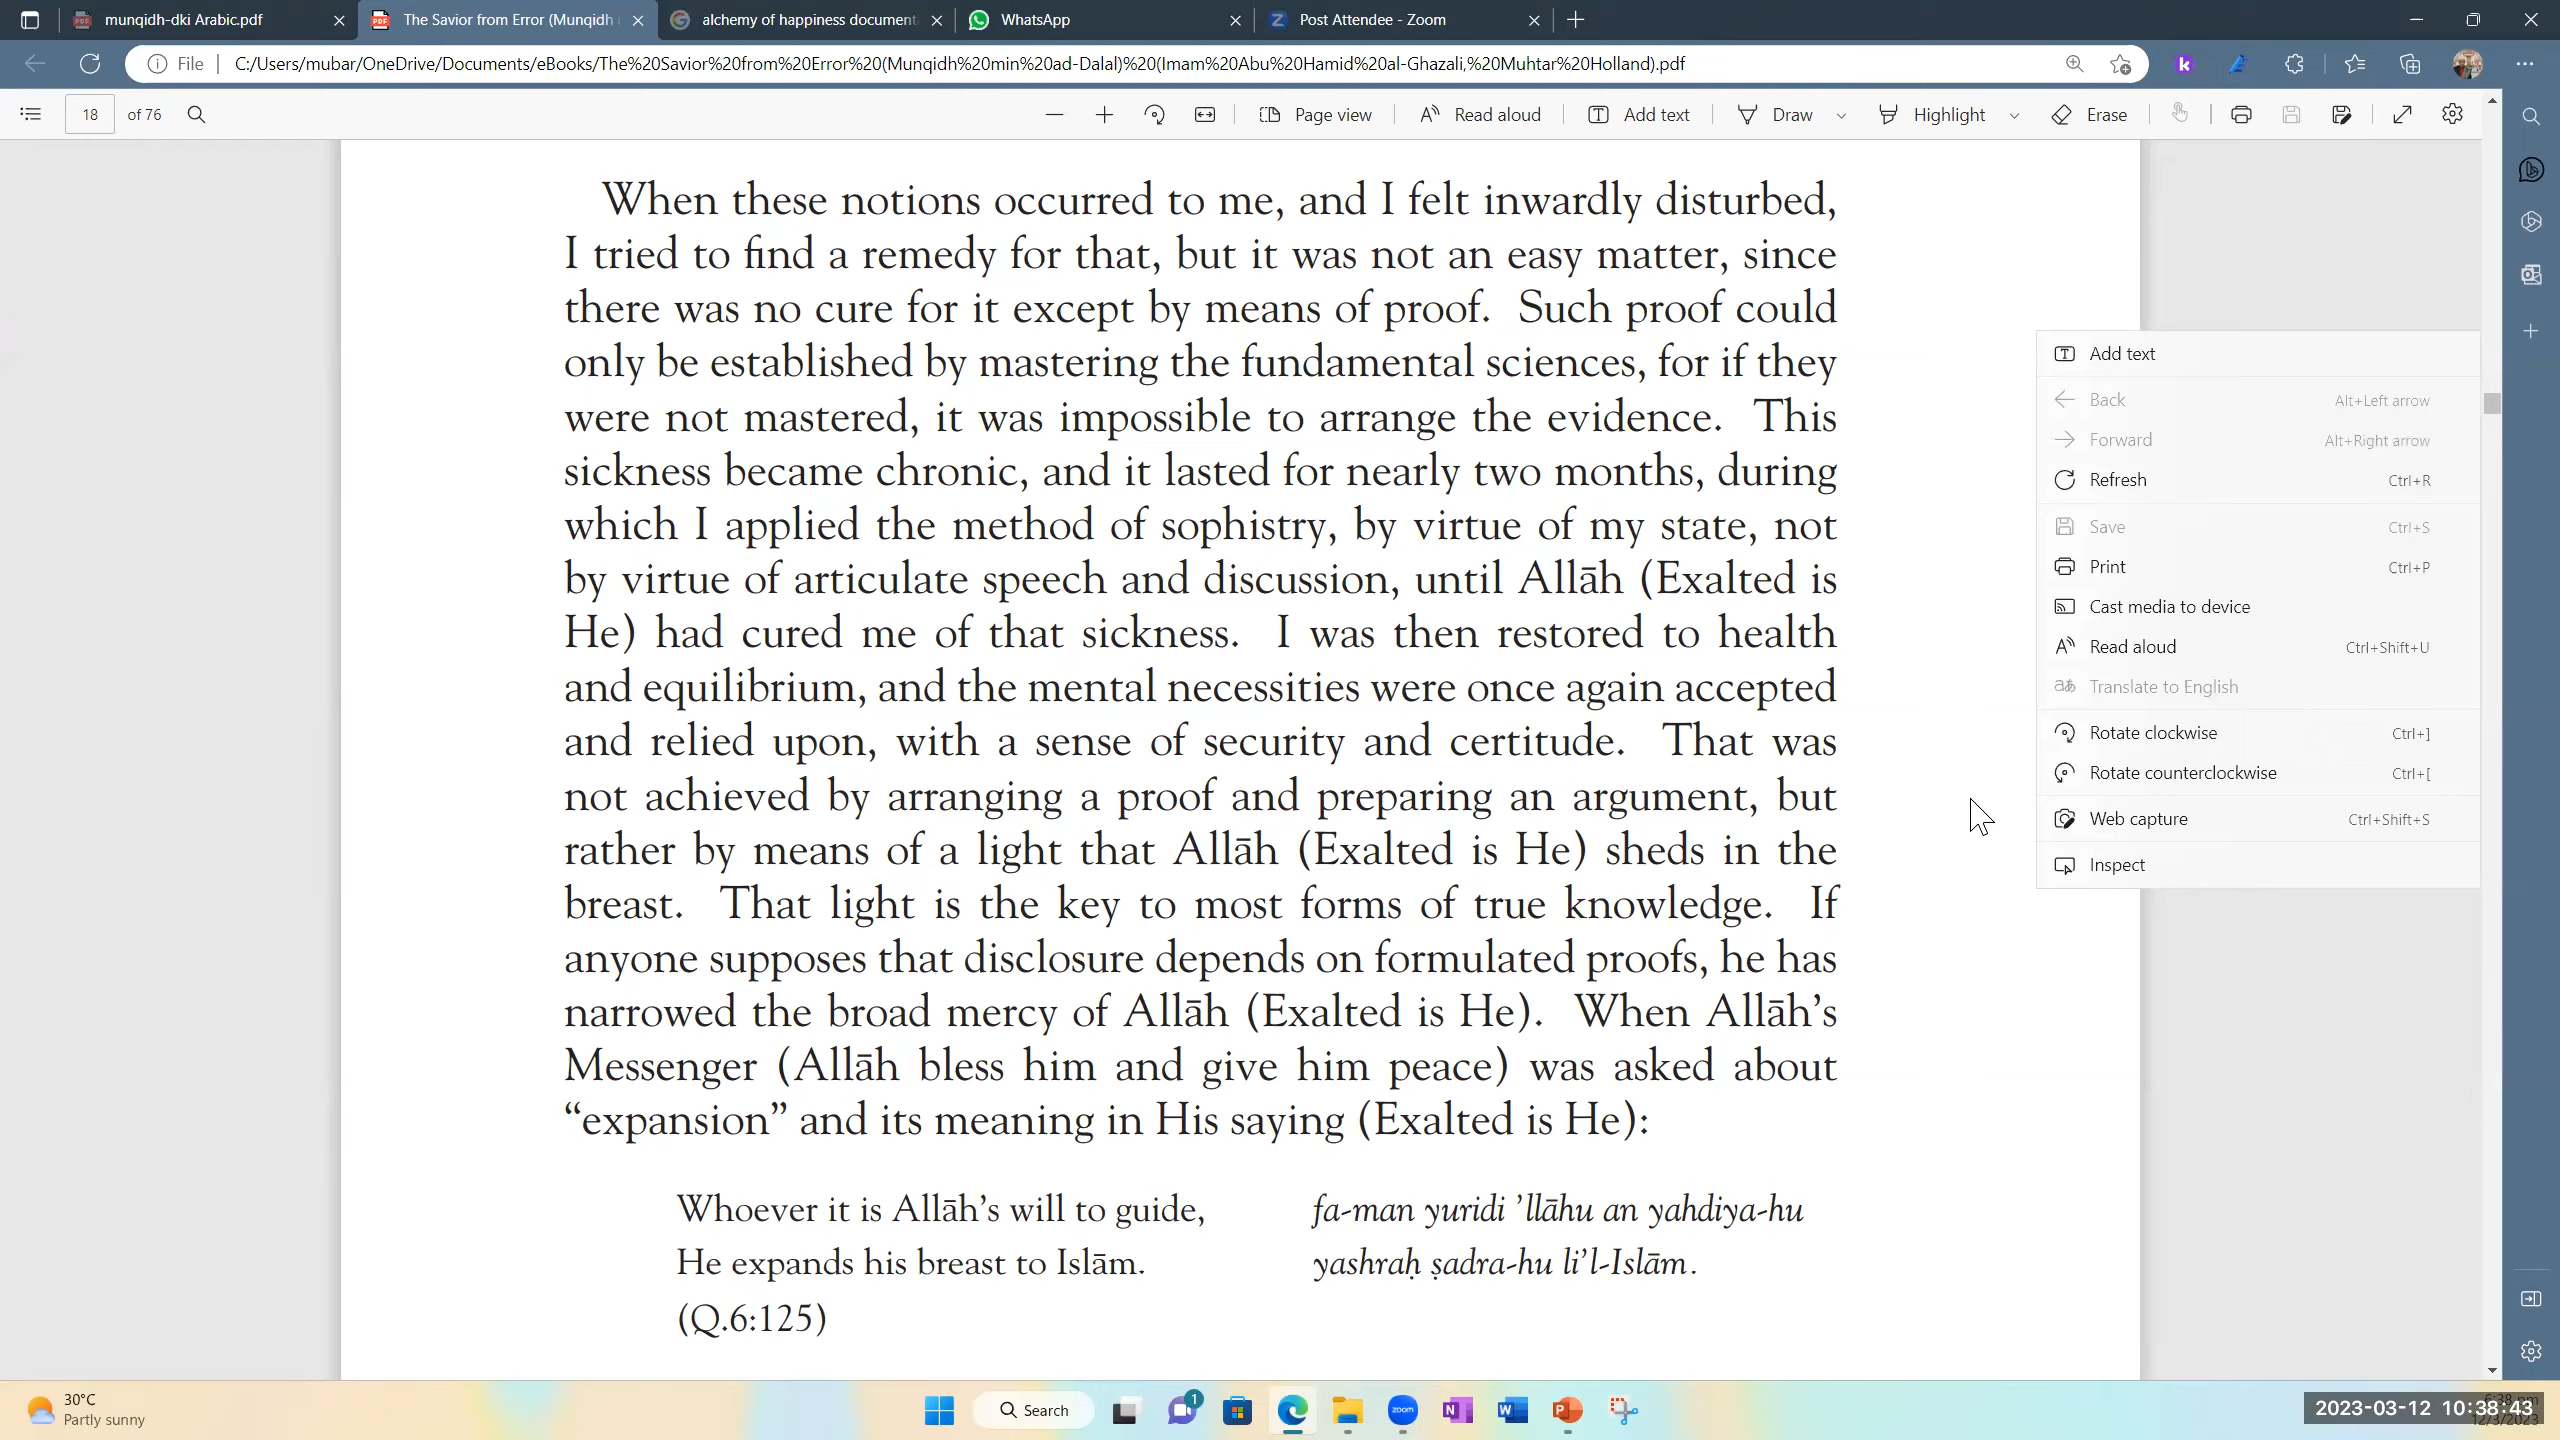 munqidh-dki Arabic.pdf
The Savior from Error (Munqidh
alchemy of happiness document
WhatsApp
Post Attendee - Zoom
File
C:/Users/mubar/OneDrive/Documents/eBooks/The%20Savior%20from%20Error%20(Munqidh%20min%20ad-Dalal)%20(Imam%20Abu%20Hamid%20al-Ghazali,%20Muhtar%20Holland).pdf
18 of 76
Page view
Read aloud
Add text
Draw
Highlight
Erase
When these notions occurred to me, and I felt inwardly disturbed,
I tried to find a remedy for that, but it was not an easy matter, since
there was no cure for it except by means of proof. Such proof could
only be established by mastering the fundamental sciences, for if they
were not mastered, it was impossible to arrange the evidence. This
sickness became chronic, and it lasted for nearly two months, during
which I applied the method of sophistry, by virtue of my state, not
by virtue of articulate speech and discussion, until Allāh (Exalted is
He) had cured me of that sickness. I was then restored to health
and equilibrium, and the mental necessities were once again accepted
and relied upon, with a sense of security and certitude. That was
not achieved by arranging a proof and preparing an argument, but
rather by means of a light that Allāh (Exalted is He) sheds in the
breast. That light is the key to most forms of true knowledge. If
anyone supposes that disclosure depends on formulated proofs, he has
narrowed the broad mercy of Allāh (Exalted is He). When Allāh’s
Messenger (Allāh bless him and give him peace) was asked about
“expansion” and its meaning in His saying (Exalted is He):
Whoever it is Allāh’s will to guide,
He expands his breast to Islām.
(Q.6:125)
fa-man yuridi ’llāhu an yahdiya-hu
yashraḥ ṣadra-hu li’l-Islām.
Add text
Back Alt+Left arrow
Forward Alt+Right arrow
Refresh Ctrl+R
Save Ctrl+S
Print Ctrl+P
Cast media to device
Read aloud Ctrl+Shift+U
Translate to English
Rotate clockwise Ctrl+]
Rotate counterclockwise Ctrl+[
Web capture Ctrl+Shift+S
Inspect
30°C
Partly sunny
Search
1
zoom
2023-03-12 10:38:43